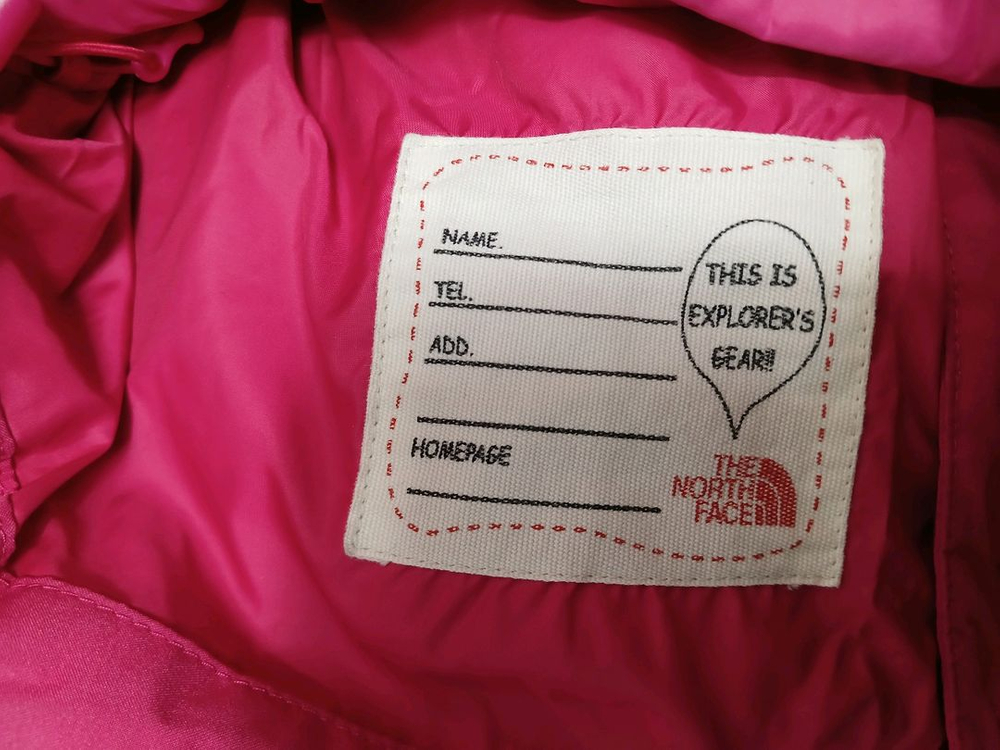 NAME.
TEL.
ADD.
HOMEPAGE
THIS IS
EXPLORER'S
GEAR!!
THE
NORTH
FACE